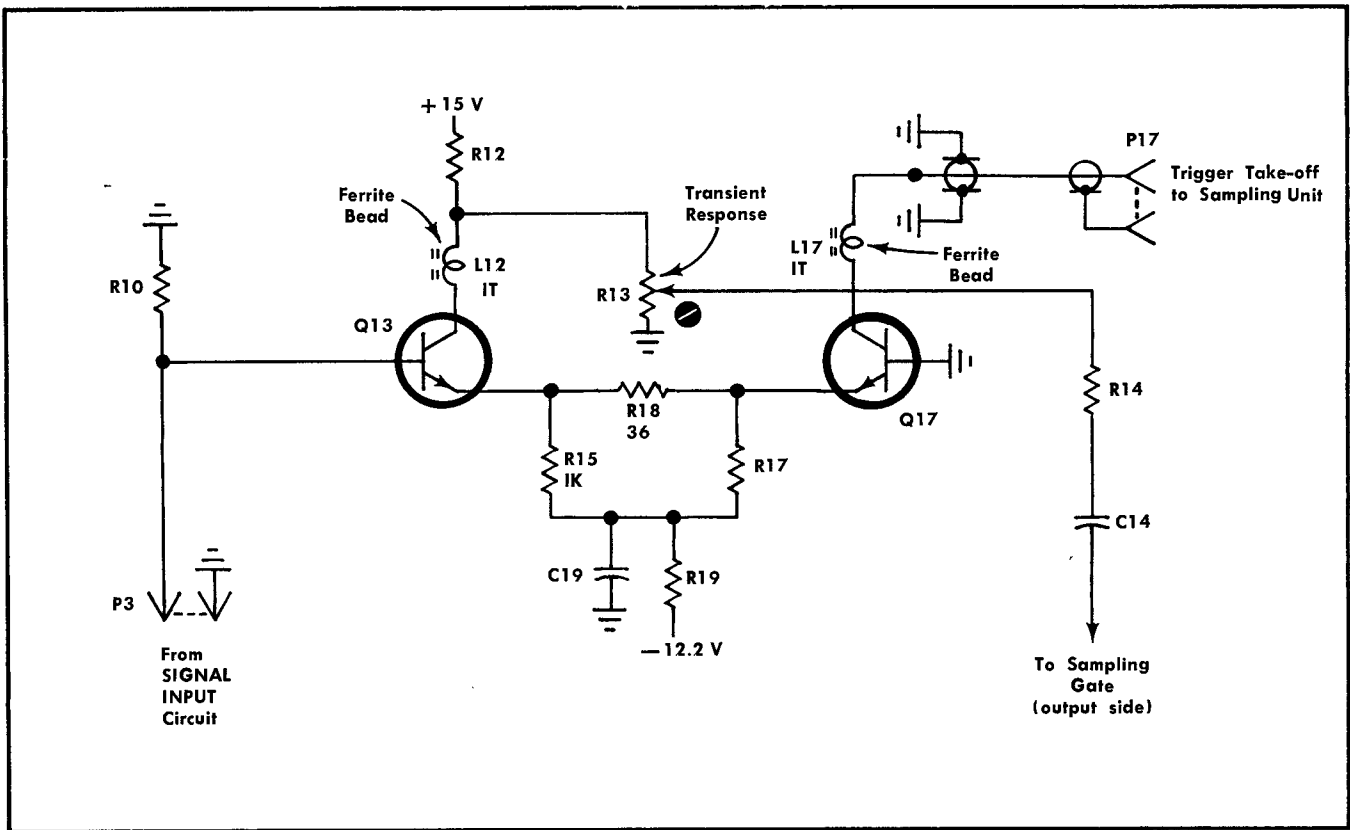 + 15 V
R12
P17
Trigger Take-off
to Sampling Unit
Ferrite
Bead
Transient
Response
L12
IT
L17
IT
Ferrite
Bead
R10
R13
Q13
R14
R18
36
Q17
R15
IK
R17
C14
C19
R19
P3
— 12.2 V
From
SIGNAL
INPUT
Circuit
To Sampling
Gate
(output side)